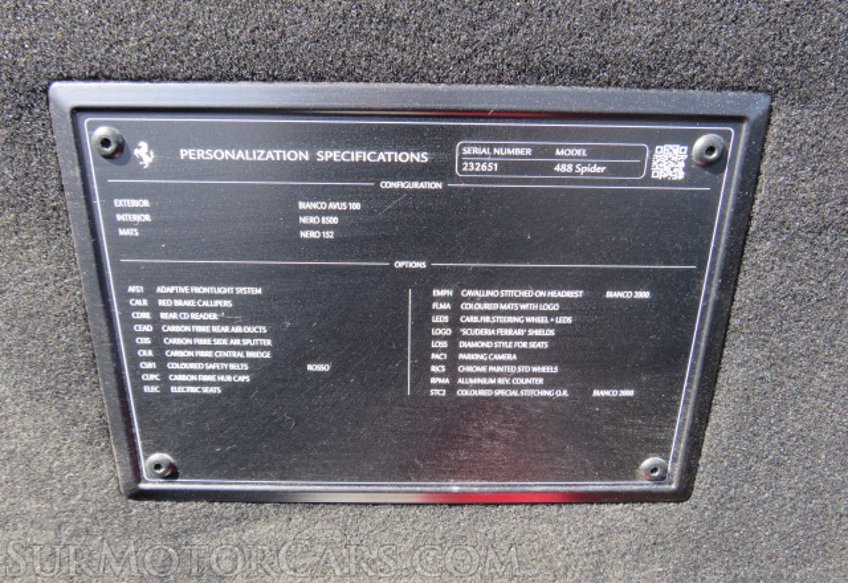 PERSONALIZATION SPECIFICATIONS
SERIAL NUMBER MODEL
232651 488 Spider
CONFIGURATION
EXTERIOR BIANCO AVUS 100
INTERIOR NERO 8500
MATS NERO 152
OPTIONS
AFS1 ADAPTIVE FRONTLIGHT SYSTEM
CALR RED BRAKE CALLIPERS
CDRE REAR CD READER
CEAD CARBON FIBRE REAR AIR DUCTS
CEIS CARBON FIBRE SIDE AIR SPLITTER
CILR CARBON FIBRE CENTRAL BRIDGE
CSB1 COLOURED SAFETY BELTS ROSSO
CUPC CARBON FIBRE HUB CAPS
ELEC ELECTRIC SEATS
EMPH CAVALLINO STITCHED ON HEADREST BIANCO 2000
FLMA COLOURED MATS WITH LOGO
LEDS CARB.FIB.STEERING WHEEL + LEDS
LOGO "SCUDERIA FERRARI" SHIELDS
LOSS DIAMOND STYLE FOR SEATS
PAC1 PARKING CAMERA
RICS CHROME PAINTED STD WHEELS
RPMA ALUMINIUM REV. COUNTER
STC2 COLOURED SPECIAL STITCHING O.R. BIANCO 2000
SURMOTORCARS.COM